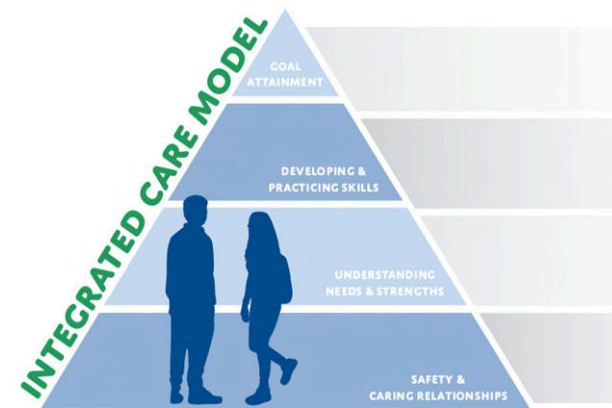 INTEGRATED CARE MODEL
GOAL
ATTAINMENT
DEVELOPING &
PRACTICING SKILLS
UNDERSTANDING
NEEDS & STRENGTHS
SAFETY &
CARING RELATIONSHIPS